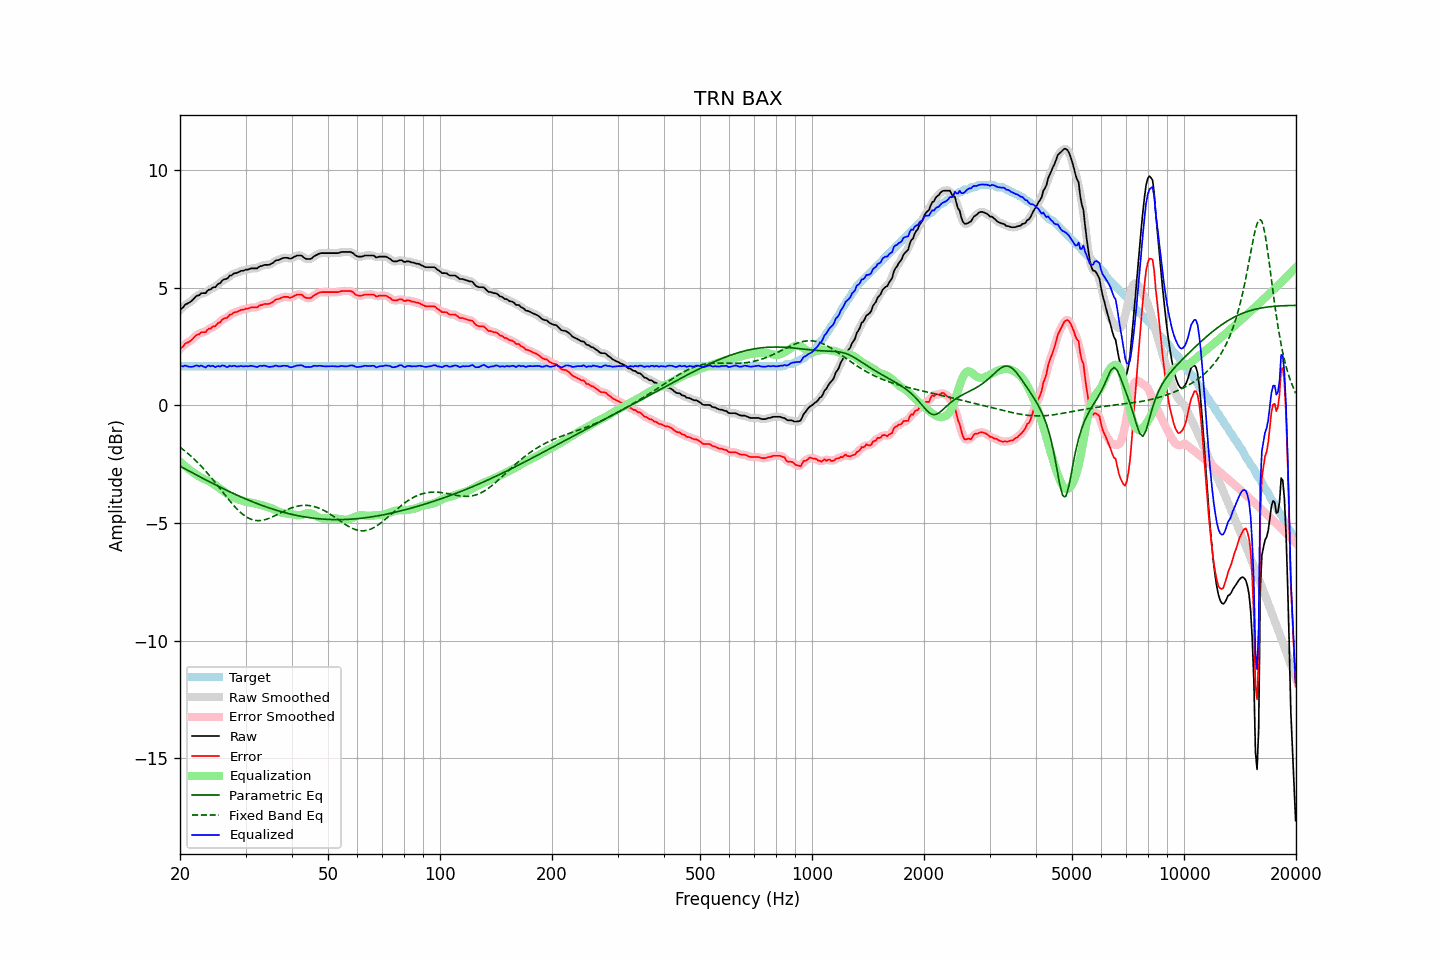 TRN BAX
Amplitude (dBr)
10
5
0
−5
−10
−15
Target
Raw Smoothed
Error Smoothed
Raw
Error
Equalization
Parametric Eq
Fixed Band Eq
Equalized
20 50 100 200 500 1000 2000 5000 10000 20000
Frequency (Hz)